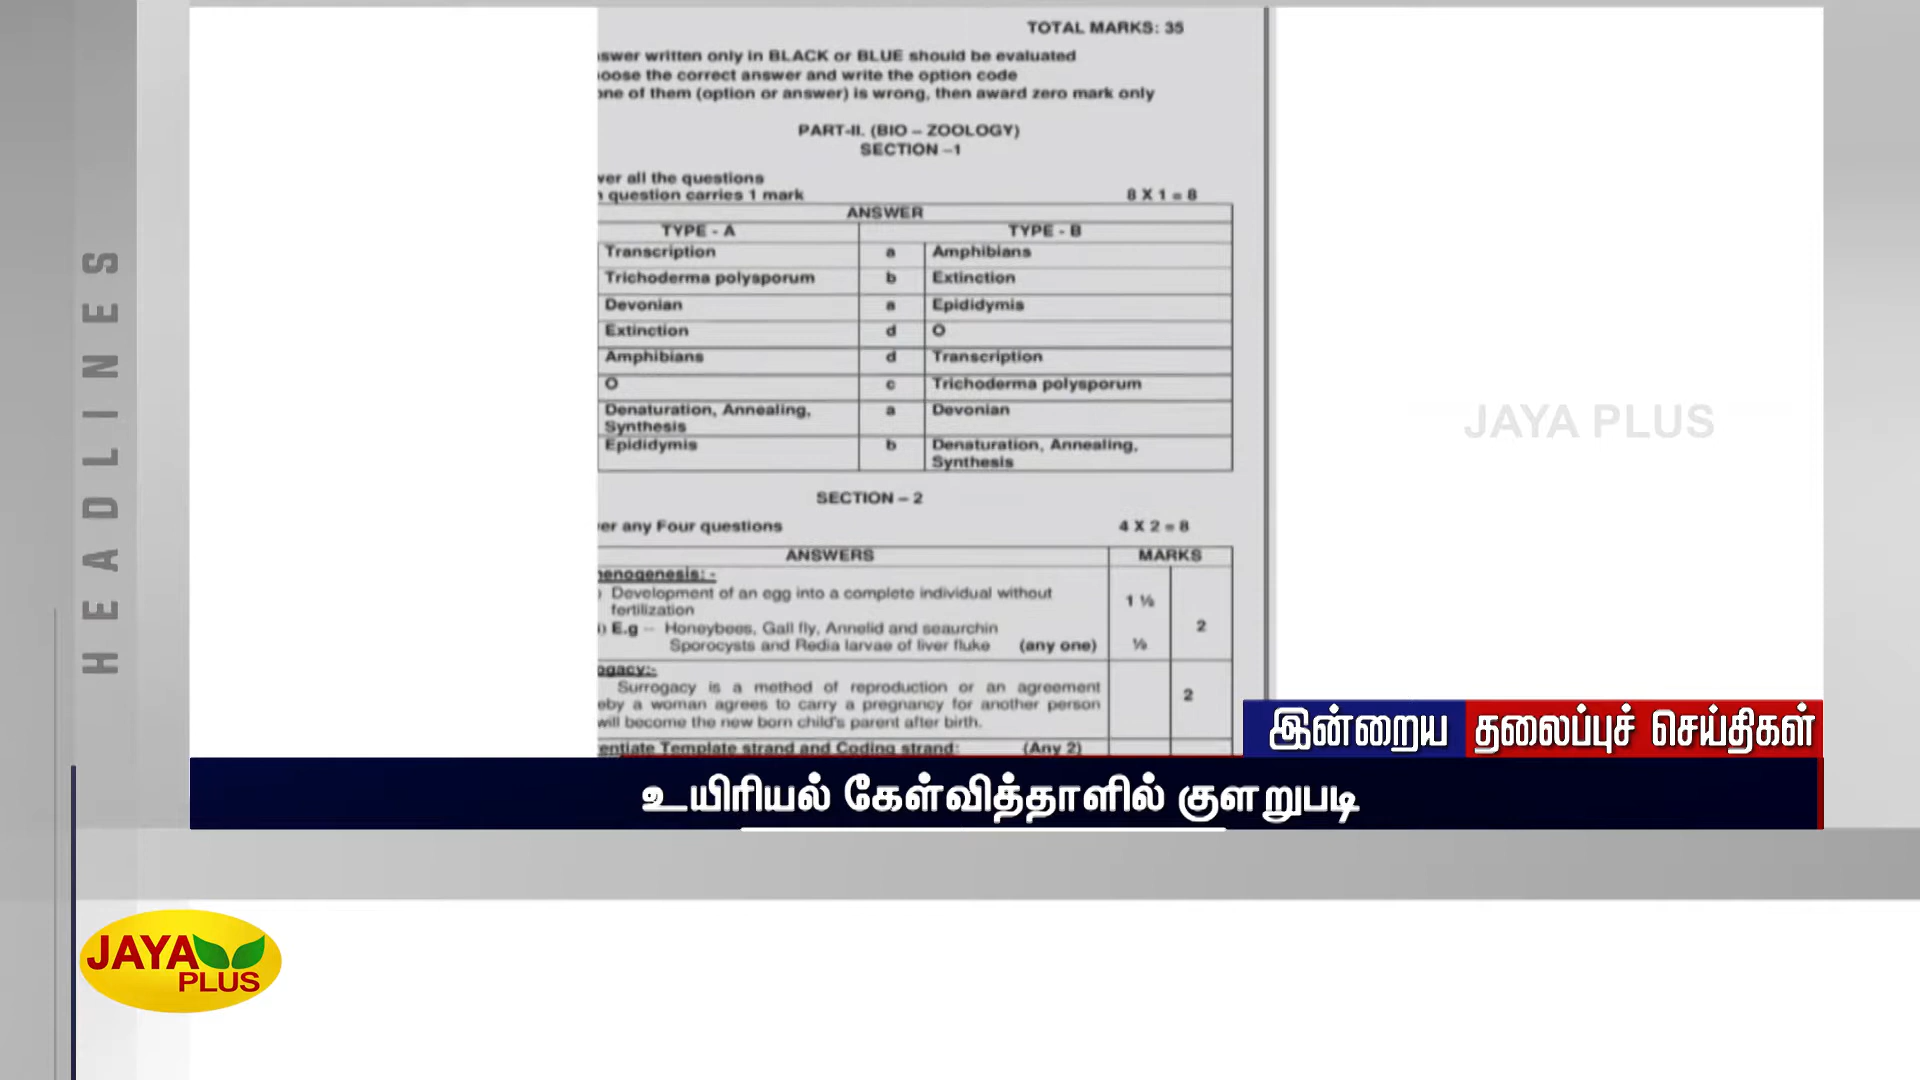 TOTAL MARKS: 35
swer written only in BLACK or BLUE should be evaluated
oose the correct answer and write the option code
one of them (option or answer) is wrong, then award zero mark only
PART-II. (BIO – ZOOLOGY)
SECTION –1
ver all the questions
question carries 1 mark 8 X 1 = 8
ANSWER
TYPE - A TYPE - B
Transcription a Amphibians
Trichoderma polysporum b Extinction
Devonian a Epididymis
Extinction d O
Amphibians d Transcription
O c Trichoderma polysporum
Denaturation, Annealing, a Devonian
Synthesis
Epididymis b Denaturation, Annealing,
Synthesis
SECTION – 2
er any Four questions 4 X 2 = 8
ANSWERS MARKS
henogenesis: -
Development of an egg into a complete individual without
fertilization 1 ½
i) E.g -- Honeybees, Gall fly, Annelid and seaurchin 2
Sporocysts and Redia larvae of liver fluke (any one) ½
ogacy:-
Surrogacy is a method of reproduction or an agreement 2
eby a woman agrees to carry a pregnancy for another person
will become the new born child's parent after birth.
entiate Template strand and Coding strand: (Any 2)
HEADLINES
JAYA PLUS
இன்றைய தலைப்புச் செய்திகள்
உயிரியல் கேள்வித்தாளில் குளறுபடி
JAYA
PLUS